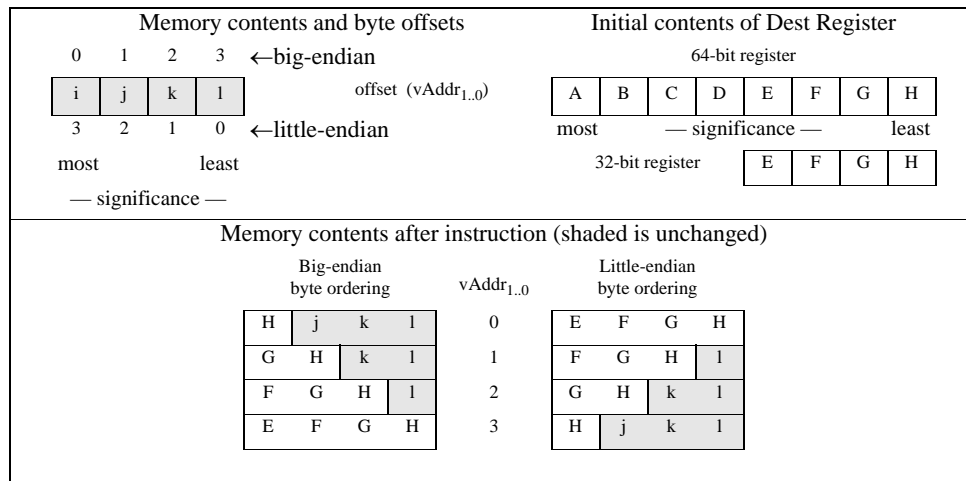 Memory contents and byte offsets
Initial contents of Dest Register
0 1 2 3 ←big-endian
64-bit register
i j k l
offset (vAddr1..0)
A B C D E F G H
3 2 1 0 ←little-endian
most — significance — least
most least
32-bit register
E F G H
— significance —
Memory contents after instruction (shaded is unchanged)
Big-endian
byte ordering
vAddr1..0
Little-endian
byte ordering
H j k l 0 E F G H
G H k l 1 F G H l
F G H l 2 G H k l
E F G H 3 H j k l